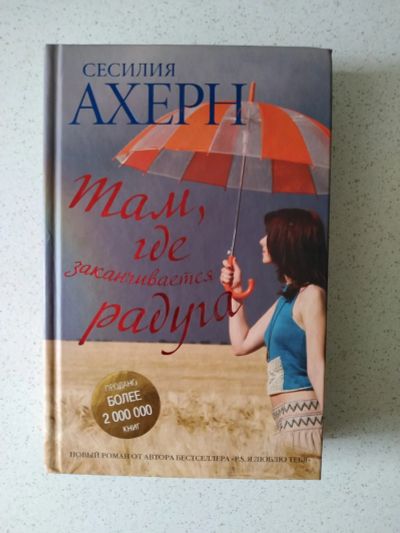 СЕСИЛИЯ
АХЕРН
Там,
где
заканчивается
радуга
ПРОДАНО
БОЛЕЕ
2 000 000
КНИГ
НОВЫЙ РОМАН ОТ АВТОРА БЕСТСЕЛЛЕРА «P.S. Я ЛЮБЛЮ ТЕБЯ»